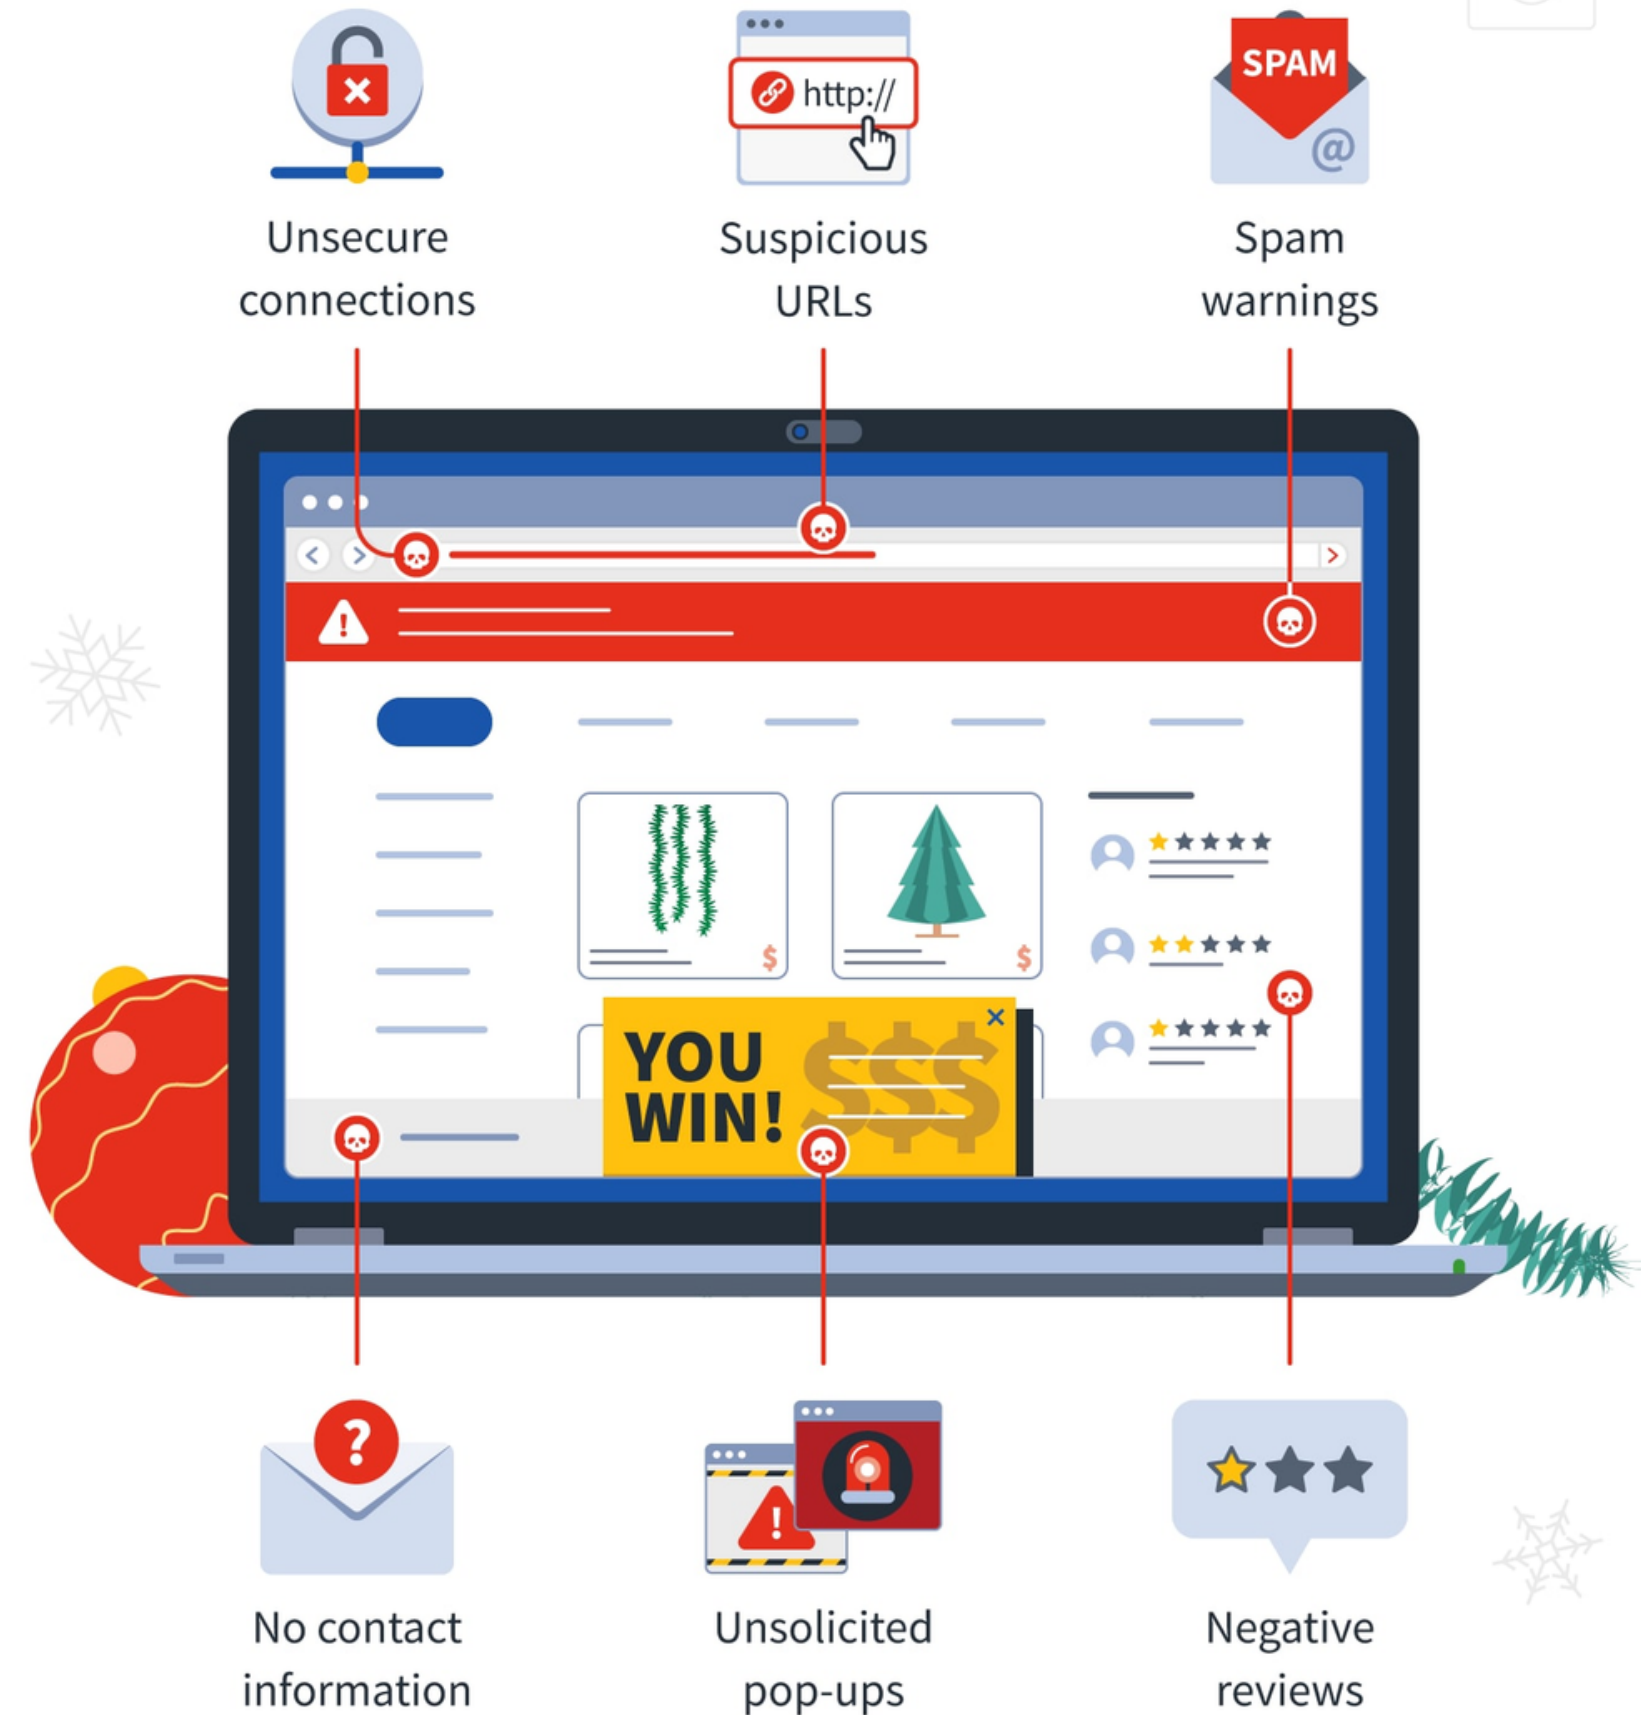 http://
SPAM
@
Unsecure
connections
Suspicious
URLs
Spam
warnings
$ $
YOU
WIN!
$$$
?
!
No contact
information
Unsolicited
pop-ups
Negative
reviews